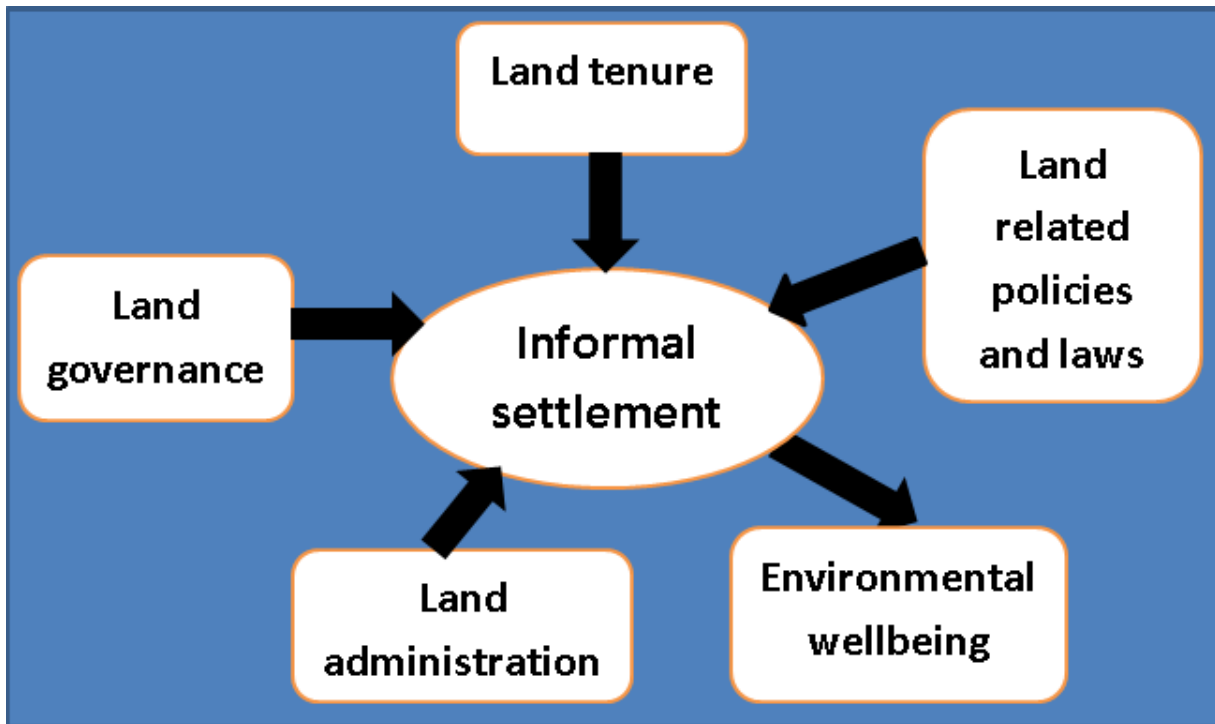 Land tenure
Land
related
policies
and laws
Land
governance
Informal
settlement
Land
administration
Environmental
wellbeing